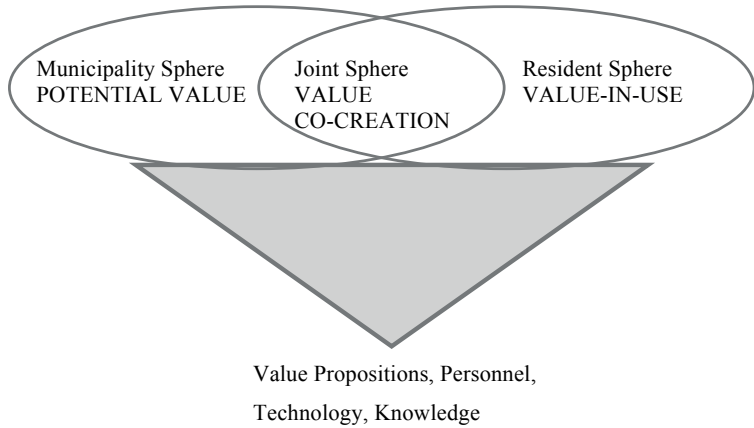 Municipality Sphere
POTENTIAL VALUE
Joint Sphere
VALUE
CO-CREATION
Resident Sphere
VALUE-IN-USE
Value Propositions, Personnel,
Technology, Knowledge